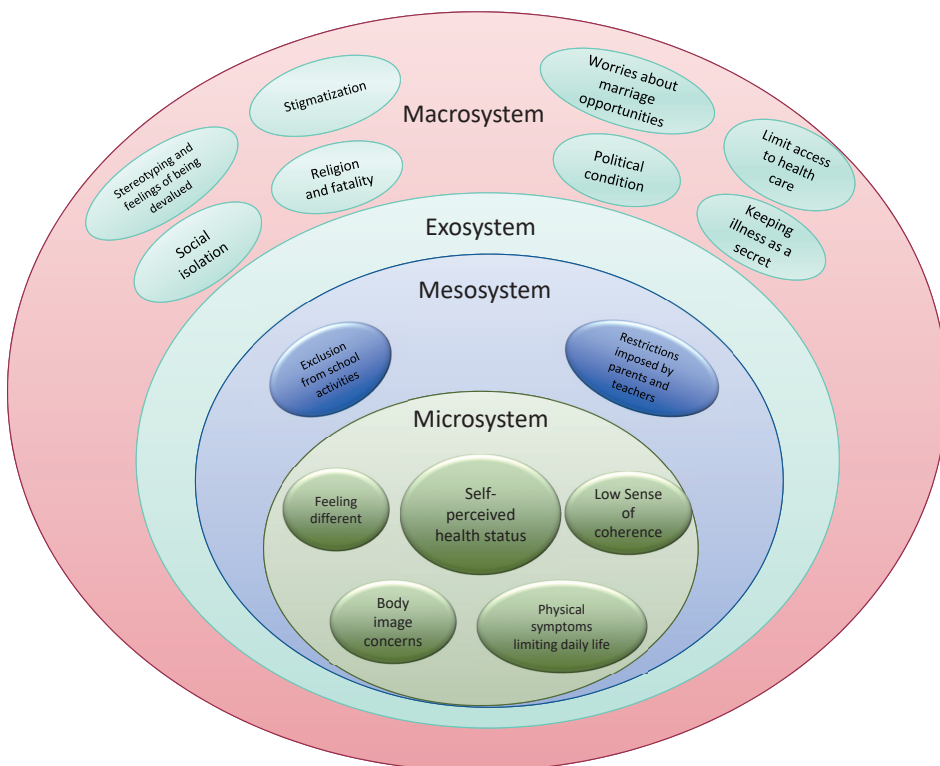 Worries about
marriage
opportunities
Stigmatization
Macrosystem
Limit access
to health
care
Stereotyping and
feelings of being
devalued
Religion
and fatality
Political
condition
Keeping
illness as a
secret
Social
isolation
Exosystem
Mesosystem
Exclusion
from school
activities
Restrictions
imposed by
parents and
teachers
Microsystem
Feeling
different
Self-
perceived
health status
Low Sense
of
coherence
Body
image
concerns
Physical
symptoms
limiting daily life